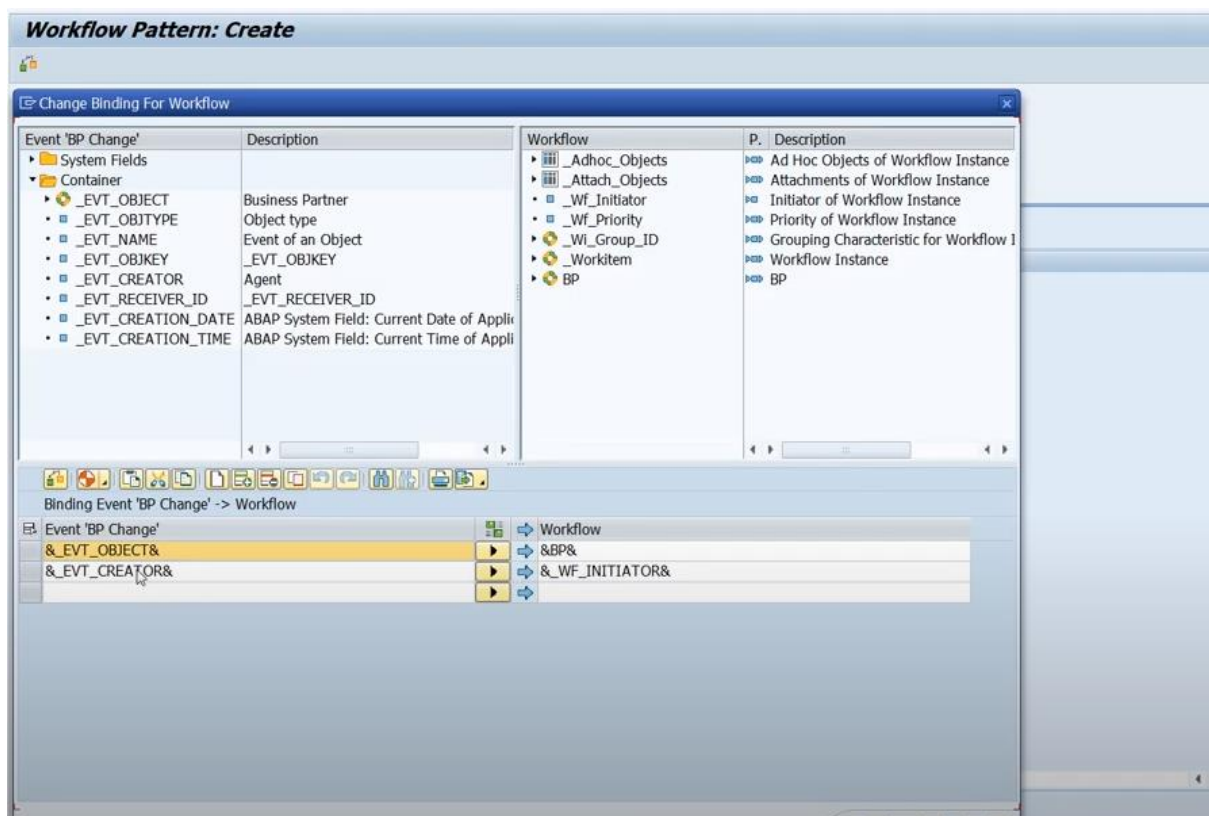 Workflow Pattern: Create
Change Binding For Workflow
Event 'BP Change' Description
System Fields
Container
_EVT_OBJECT Business Partner
_EVT_OBJTYPE Object type
_EVT_NAME Event of an Object
_EVT_OBJKEY _EVT_OBJKEY
_EVT_CREATOR Agent
_EVT_RECEIVER_ID _EVT_RECEIVER_ID
_EVT_CREATION_DATE ABAP System Field: Current Date of Applic
_EVT_CREATION_TIME ABAP System Field: Current Time of Appli
Workflow P. Description
_Adhoc_Objects Ad Hoc Objects of Workflow Instance
_Attach_Objects Attachments of Workflow Instance
_Wf_Initiator Initiator of Workflow Instance
_Wf_Priority Priority of Workflow Instance
_Wi_Group_ID Grouping Characteristic for Workflow I
_Workitem Workflow Instance
BP BP
Binding Event 'BP Change' -> Workflow
Event 'BP Change' Workflow
&_EVT_OBJECT& &BP&
&_EVT_CREATOR& &_WF_INITIATOR&